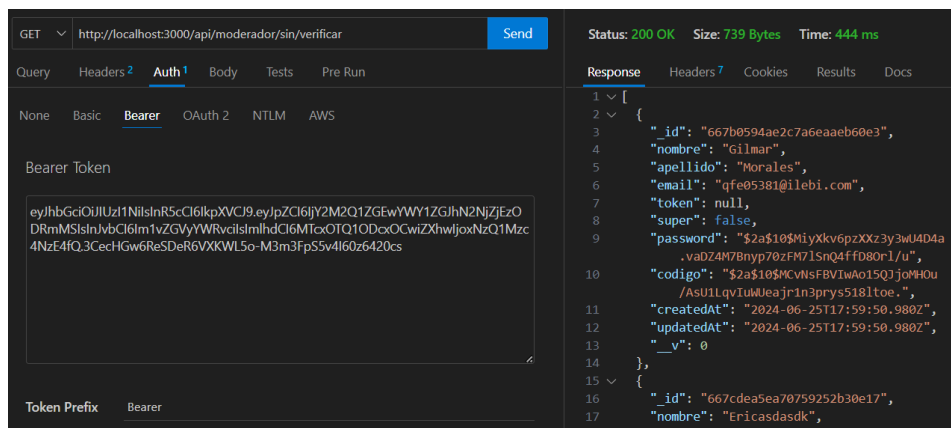 GET http://localhost:3000/api/moderador/sin/verificar Send
Query Headers 2 Auth 1 Body Tests Pre Run
None Basic Bearer OAuth 2 NTLM AWS
Bearer Token
eyJhbGciOiJIUzI1NiIsInR5cCI6IkpXVCJ9.eyJpZCI6IjY2M2Q1ZGEwYWY1ZGJhN2NjZjEzO
DRmMSIsInJvbCI6Im1vZGVyYWRvciIsImlhdCI6MTcxOTQ1ODcxOCwiZXhwIjoxNzQ1Mzc
4NzE4fQ.3CecHGw6ReSDeR6VXKWL5o-M3m3FpS5v4I60z6420cs
Token Prefix Bearer
Status: 200 OK Size: 739 Bytes Time: 444 ms
Response Headers 7 Cookies Results Docs
1 [
2 {
3 "_id": "667b0594ae2c7a6eaaeb60e3",
4 "nombre": "Gilmar",
5 "apellido": "Morales",
6 "email": "qfe05381@ilebi.com",
7 "token": null,
8 "super": false,
9 "password": "$2a$10$MiyXkv6pzXXz3y3wU4D4a
.vaDZ4M7Bnyp70zFM7lSnQ4ffD8Orl/u",
10 "codigo": "$2a$10$MCvNsFBVIwAo15QJjoMHOu
/AsU1LqvIuWUeajr1n3prys518ltoe.",
11 "createdAt": "2024-06-25T17:59:50.980Z",
12 "updatedAt": "2024-06-25T17:59:50.980Z",
13 "__v": 0
14 },
15 {
16 "_id": "667cdea5ea70759252b30e17",
17 "nombre": "Ericasdasdk",